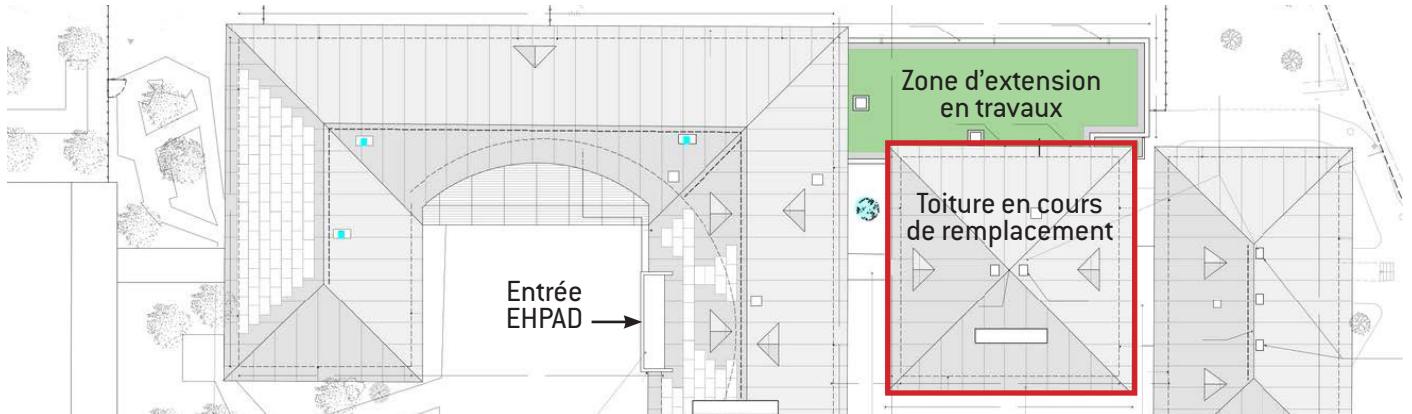 Zone d'extension
en travaux
Toiture en cours
de remplacement
Entrée
EHPAD